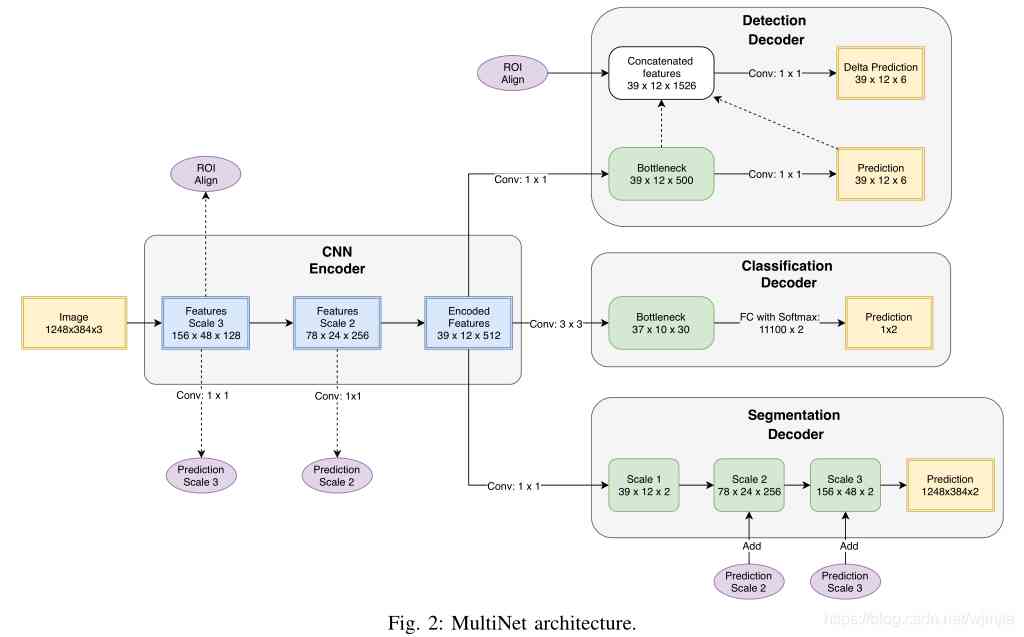 Detection
Decoder
ROI
Align
Concatenated
features
39 x 12 x 1526
Conv: 1 x 1
Delta Prediction
39 x 12 x 6
ROI
Align
Conv: 1 x 1
Bottleneck
39 x 12 x 500
Conv: 1 x 1
Prediction
39 x 12 x 6
CNN
Encoder
Image
1248x384x3
Features
Scale 3
156 x 48 x 128
Features
Scale 2
78 x 24 x 256
Encoded
Features
39 x 12 x 512
Conv: 1 x 1
Conv: 1x1
Prediction
Scale 3
Prediction
Scale 2
Classification
Decoder
Conv: 3 x 3
Bottleneck
37 x 10 x 30
FC with Softmax:
11100 x 2
Prediction
1x2
Segmentation
Decoder
Conv: 1 x 1
Scale 1
39 x 12 x 2
Scale 2
78 x 24 x 256
Scale 3
156 x 48 x 2
Prediction
1248x384x2
Add
Add
Prediction
Scale 2
Prediction
Scale 3
Fig. 2: MultiNet architecture.